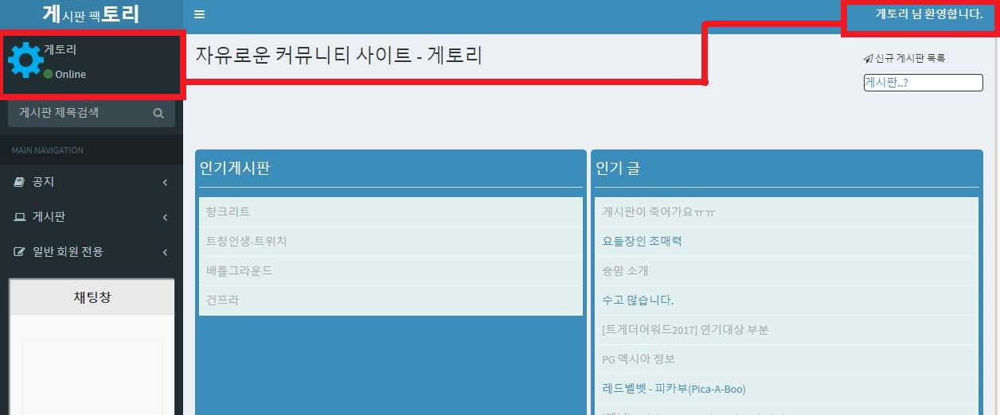 게시판 팩토리
게토리 님 환영합니다.
게토리
Online
게시판 제목검색
MAIN NAVIGATION
공지
게시판
일반 회원 전용
채팅창
자유로운 커뮤니티 사이트 - 게토리
신규 게시판 목록
게시판..?
인기게시판
항크리트
트창인생-트위치
배틀그라운드
건프라
인기 글
게시판이 죽어가요ㅠㅠ
요들장인 조매력
숑맘 소개
수고 많습니다.
[트게더어워드2017] 연기대상 부분
PG 엑시아 정보
레드벨벳 - 피카부(Pica-A-Boo)